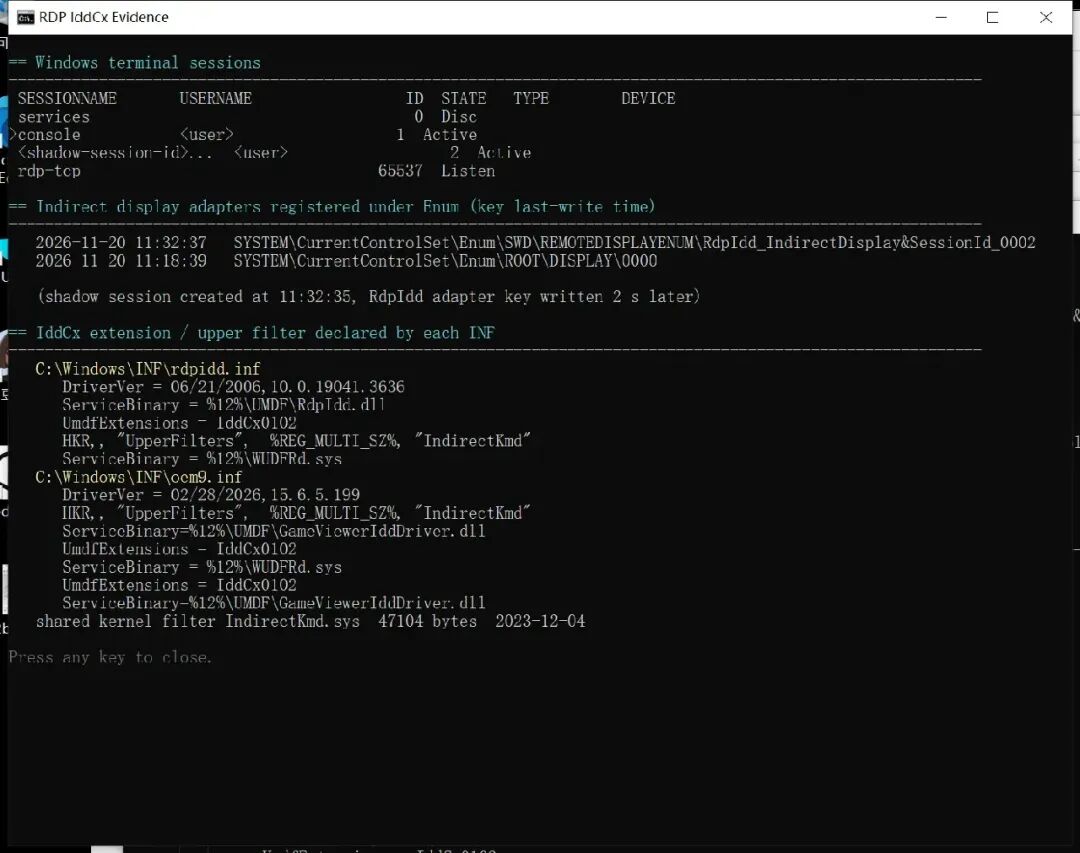 RDP IddCx Evidence
== Windows terminal sessions
SESSIONNAME USERNAME ID STATE TYPE DEVICE
services 0 Disc
>console <user> 1 Active
<shadow-session-id>... <user> 2 Active
rdp-tcp 65537 Listen
== Indirect display adapters registered under Enum (key last-write time)
2026-11-20 11:32:37 SYSTEM\CurrentControlSet\Enum\SWD\REMOTEDISPLAYENUM\RdpIdd_IndirectDisplay&SessionId_0002
2026 11 20 11:18:39 SYSTEM\CurrentControlSet\Enum\ROOT\DISPLAY\0000
(shadow session created at 11:32:35, RdpIdd adapter key written 2 s later)
== IddCx extension / upper filter declared by each INF
C:\Windows\INF\rdpidd.inf
DriverVer = 06/21/2006,10.0.19041.3636
ServiceBinary = %12%\UMDF\RdpIdd.dll
UmdfExtensions = IddCx0102
HKR,, "UpperFilters", %REG_MULTI_SZ%, "IndirectKmd"
ServiceBinary = %12%\WUDFRd.sys
C:\Windows\INF\oem9.inf
DriverVer = 02/28/2026,15.6.5.199
HKR,, "UpperFilters", %REG_MULTI_SZ%, "IndirectKmd"
ServiceBinary=%12%\UMDF\GameViewerIddDriver.dll
UmdfExtensions = IddCx0102
ServiceBinary = %12%\WUDFRd.sys
UmdfExtensions = IddCx0102
ServiceBinary=%12%\UMDF\GameViewerIddDriver.dll
shared kernel filter IndirectKmd.sys 47104 bytes 2023-12-04
Press any key to close.